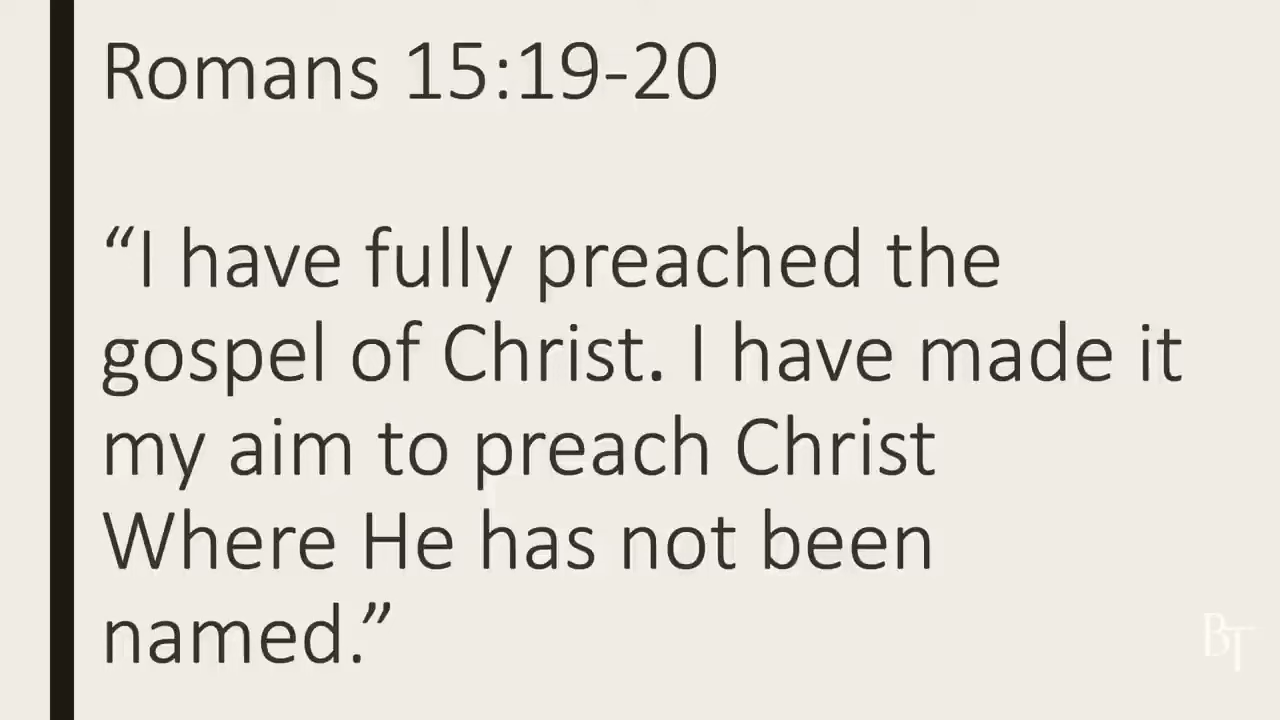 Romans 15:19-20
“I have fully preached the
gospel of Christ. I have made it
my aim to preach Christ
Where He has not been
named.”
BT